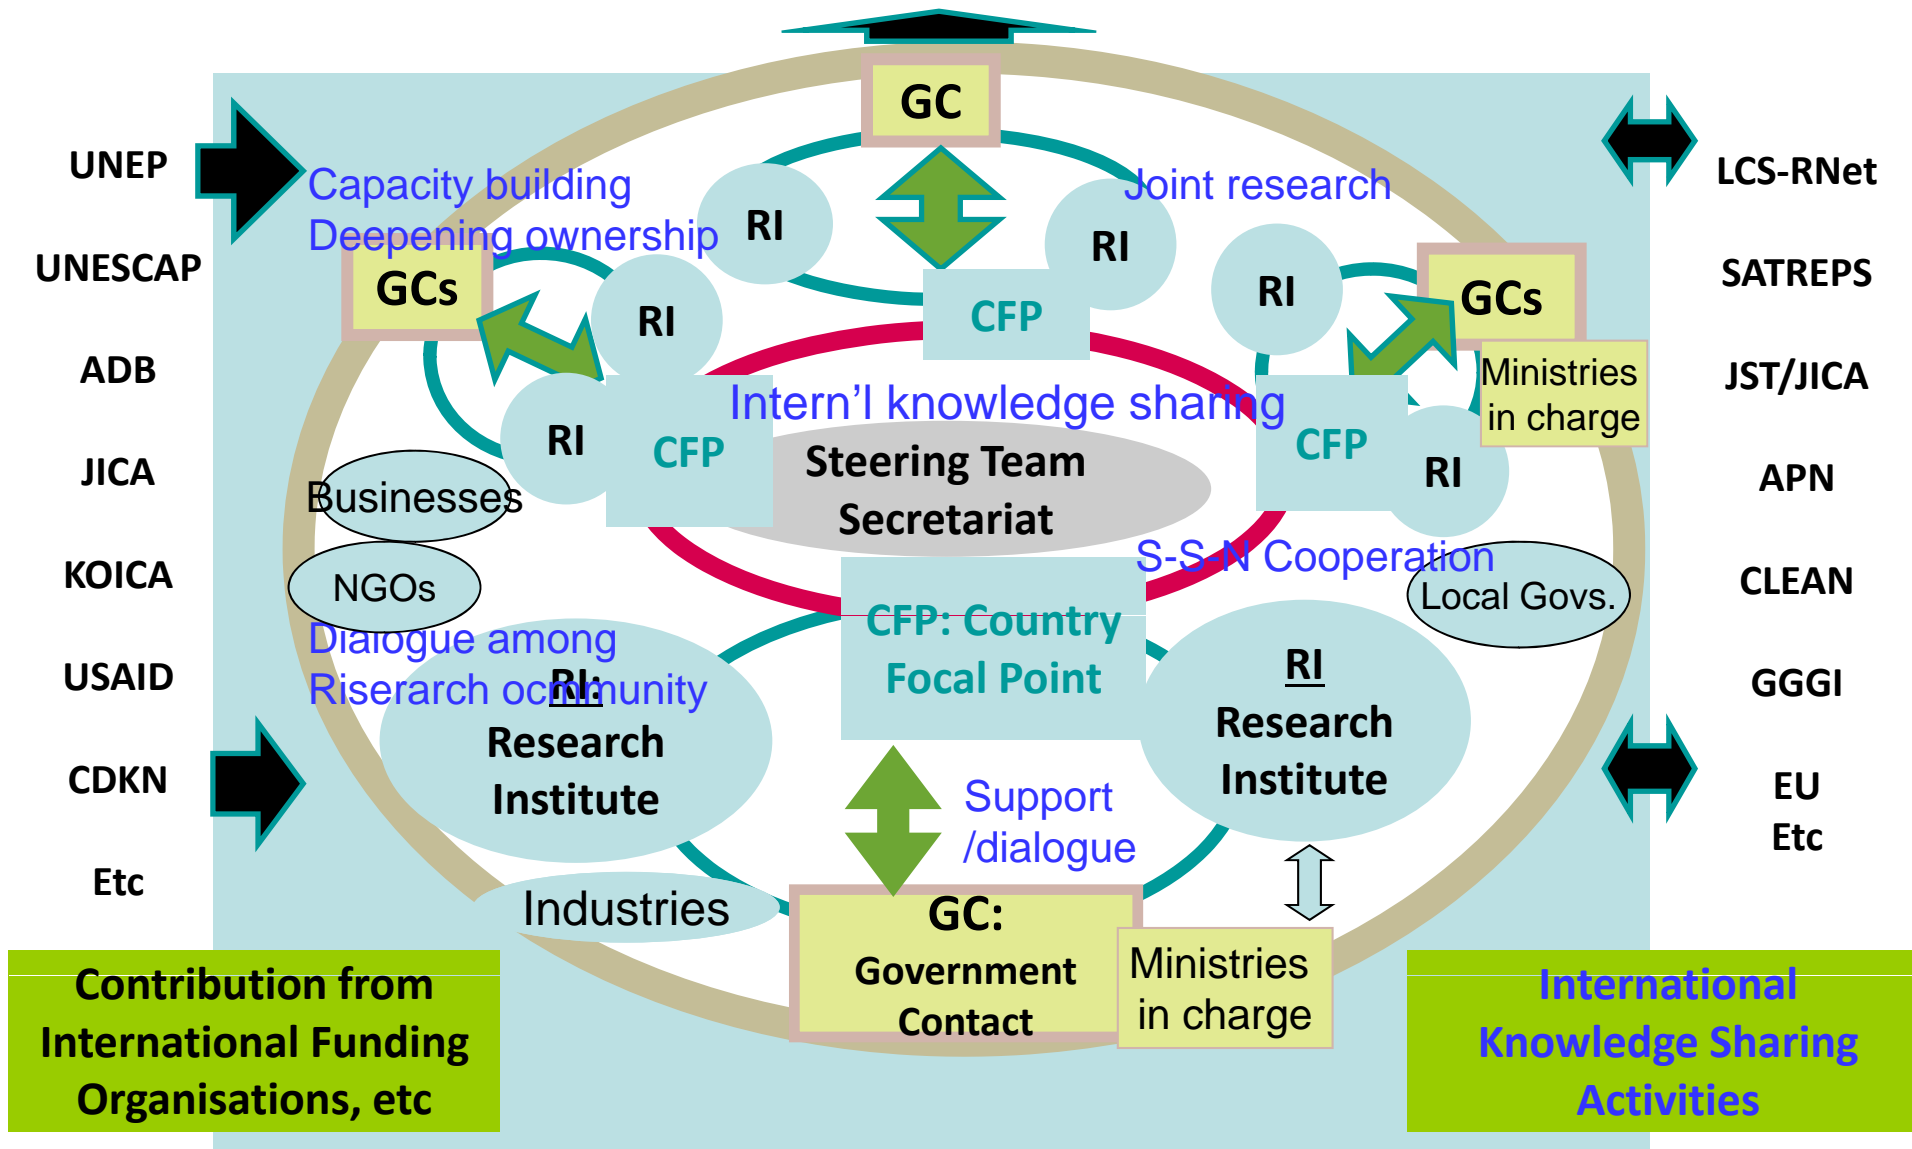 GC
UNEP
Capacity building
Deepening ownership
RI
RI
Joint research
LCS-RNet
UNESCAP
GCs
RI
CFP
RI
GCs
SATREPS
ADB
Ministries
in charge
JST/JICA
Intern'l knowledge sharing
RI
CFP
Steering Team
Secretariat
CFP
RI
JICA
Businesses
APN
KOICA
NGOs
S-S-N Cooperation
Local Govs.
CLEAN
Dialogue among
Riserarch ocmmunity
RI:
Research
Institute
CFP: Country
Focal Point
RI
Research
Institute
USAID
GGGI
CDKN
Support
/dialogue
EU
Etc
Etc
Industries
GC:
Government
Contact
Ministries
in charge
Contribution from
International Funding
Organisations, etc
International
Knowledge Sharing
Activities